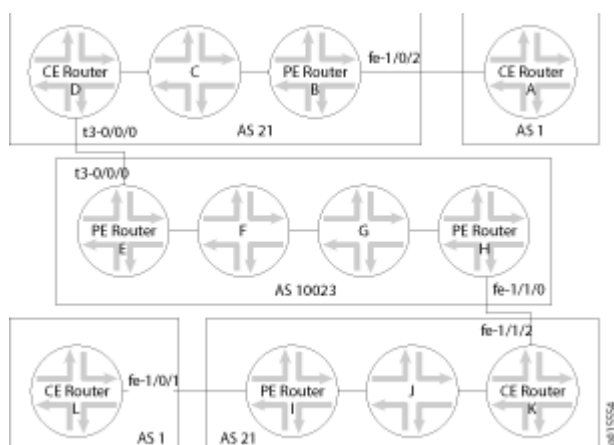 CE Router
D
C
PE Router
B
fe-1/0/2
CE Router
A
AS 21
AS 1
t3-0/0/0
t3-0/0/0
PE Router
E
F
G
PE Router
H
AS 10023
fe-1/1/0
fe-1/1/2
CE Router
L
fe-1/0/1
PE Router
I
J
CE Router
K
AS 1
AS 21
g015554